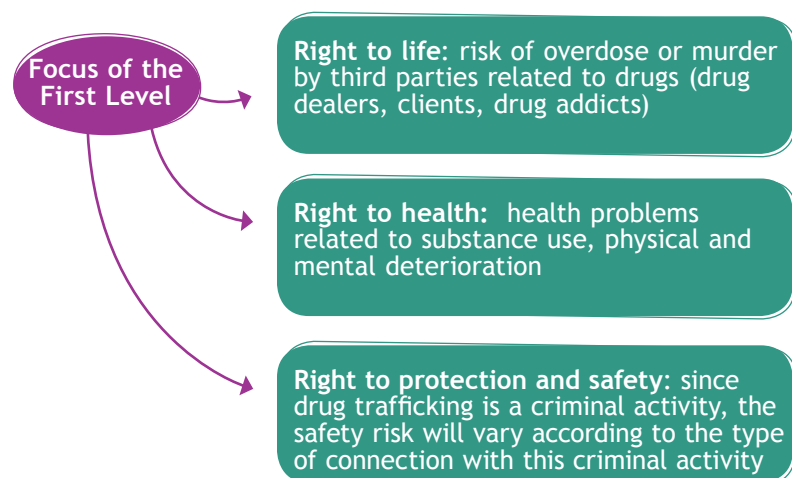 Focus of the
First Level
Right to life: risk of overdose or murder
by third parties related to drugs (drug
dealers, clients, drug addicts)
Right to health:  health problems
related to substance use, physical and
mental deterioration
Right to protection and safety: since
drug trafficking is a criminal activity, the
safety risk will vary according to the type
of connection with this criminal activity